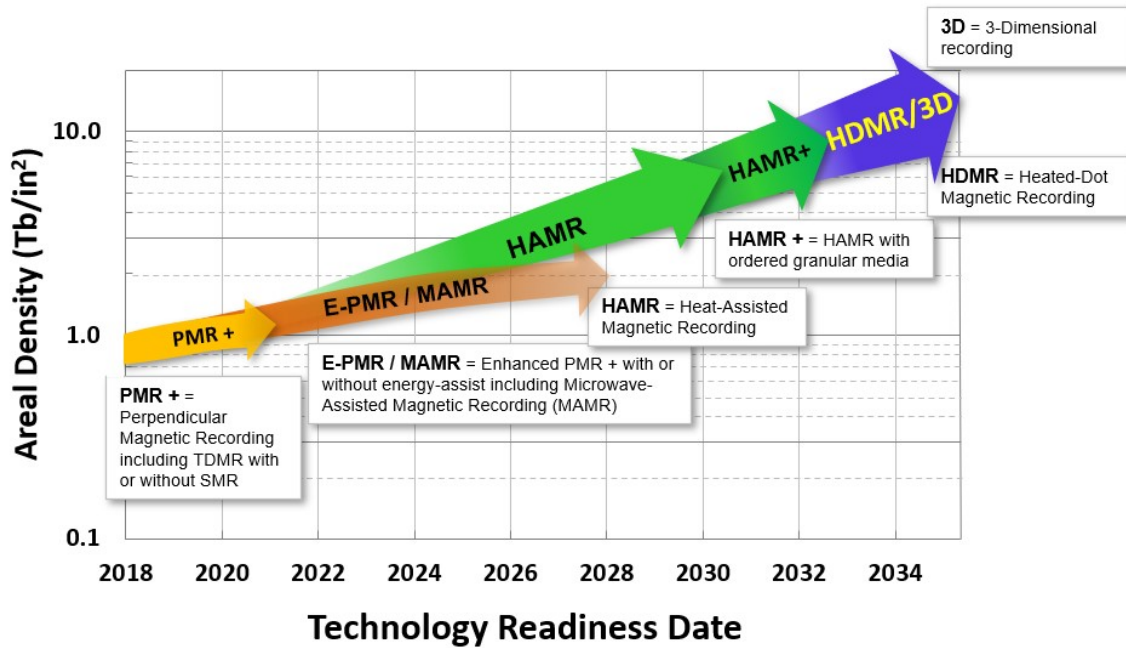 3D = 3-Dimensional
recording
10.0
1.0
0.1
Areal Density (Tb/in²)
HDMR/3D
HAMR+
HAMR
E-PMR / MAMR
PMR +
HDMR = Heated-Dot
Magnetic Recording
HAMR + = HAMR with
ordered granular media
HAMR = Heat-Assisted
Magnetic Recording
E-PMR / MAMR = Enhanced PMR + with or
without energy-assist including Microwave-
Assisted Magnetic Recording (MAMR)
PMR + =
Perpendicular
Magnetic Recording
including TDMR with
or without SMR
2018 2020 2022 2024 2026 2028 2030 2032 2034
Technology Readiness Date